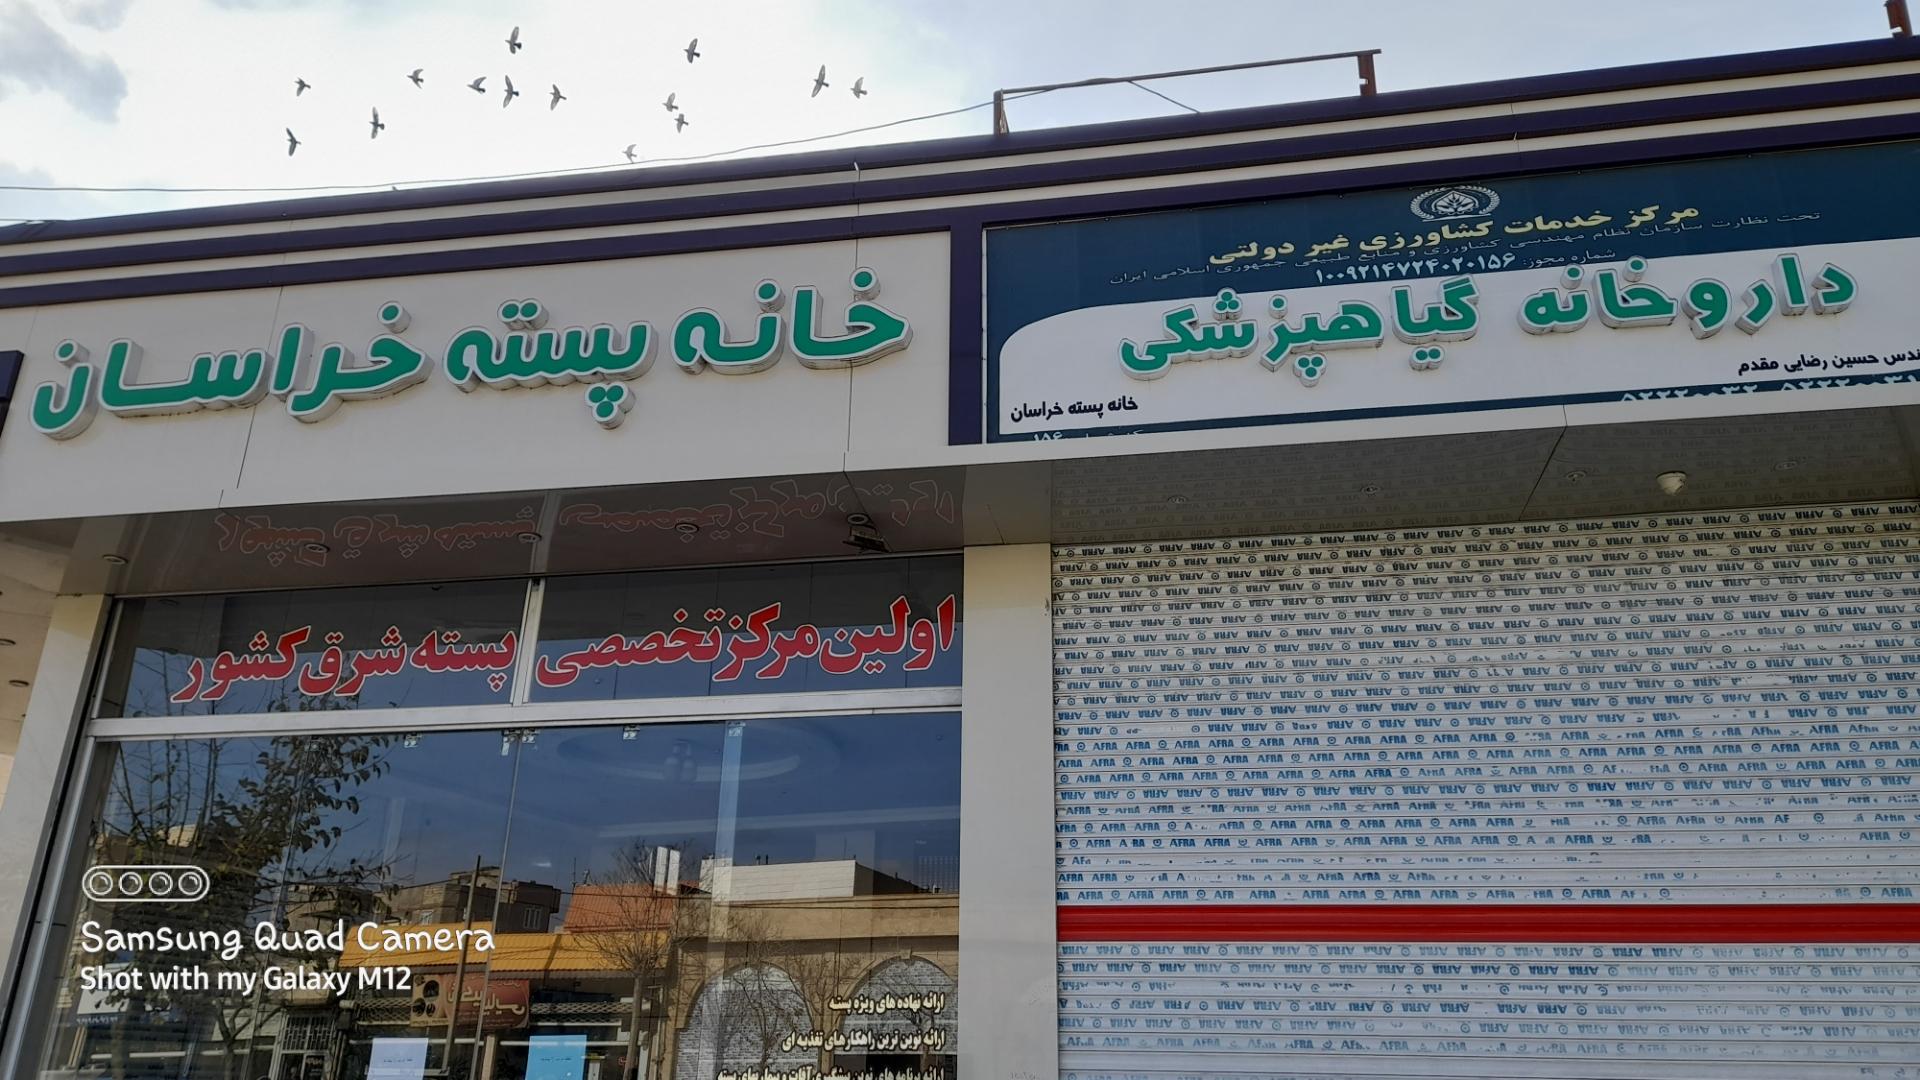 مرکز خدمات کشاورزی غیر دولتی
تحت نظارت سازمان نظام مهندسی کشاورزی و منابع طبیعی جمهوری اسلامی ایران
شماره مجوز: ۱۰۰۹۲۱۴۷۲۴۰۲۰۱۵۶
داروخانه گیاهپزشکی
حسین رضایی مقدم
خانه پسته خراسان
خانه پسته خراسان
اولین مرکز تخصصی پسته شرق کشور
ارائه نهاده های ویژه پسته
ارائه نوین ترین راهکارهای تغذیه ای
AFRA
Samsung Quad Camera
Shot with my Galaxy M12